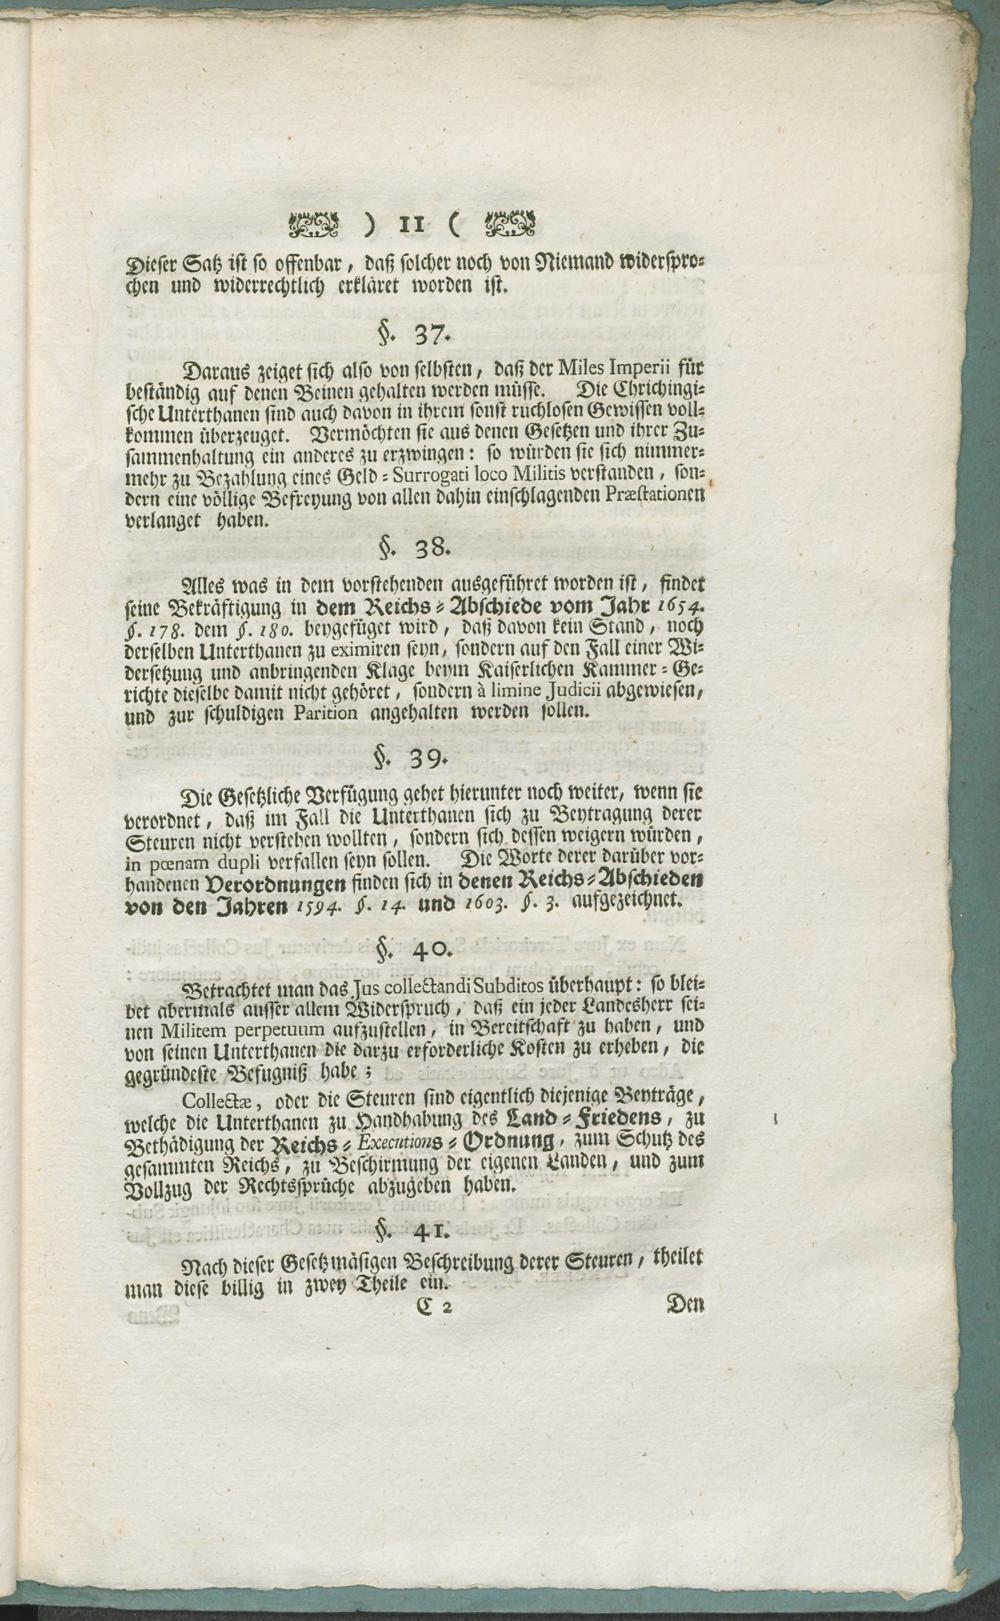 ) 11 (
Dieser Satz ist so offenbar, daß solcher noch von Niemand widerspro=
chen und widerrechtlich erkläret worden ist.
§. 37.
Daraus zeiget sich also von selbsten, daß der Miles Imperii für
beständig auf denen Beinen gehalten werden müsse. Die Chrichingi=
sche Unterthanen sind auch davon in ihrem sonst ruchlosen Gewissen voll=
kommen überzeuget. Vermöchten sie aus denen Gesetzen und ihrer Zu=
sammenhaltung ein anderes zu erzwingen: so würden sie sich nimmer=
mehr zu Bezahlung eines Geld=Surrogati loco Militis verstanden, son=
dern eine völlige Befreyung von allen dahin einschlagenden Præstationen
verlanget haben.
§. 38.
Alles was in dem vorstehenden ausgeführet worden ist, findet
seine Bekräftigung in dem Reichs=Abschiede vom Jahr 1654.
§. 178. dem §. 180. beygefüget wird, daß davon kein Stand, noch
derselben Unterthanen zu eximiren seyn, sondern auf den Fall einer Wi=
dersetzung und anbringenden Klage beym Kaiserlichen Kammer=Ge=
richte dieselbe damit nicht gehöret, sondern à limine Judicii abgewiesen,
und zur schuldigen Parition angehalten werden sollen.
§. 39.
Die Gesetzliche Verfügung gehet hierunter noch weiter, wenn sie
verordnet, daß im Fall die Unterthanen sich zu Beytragung derer
Steuren nicht verstehen wollten, sondern sich dessen weigern würden,
in pœnam dupli verfallen seyn sollen. Die Worte derer darüber vor=
handenen Verordnungen finden sich in denen Reichs=Abschieden
von den Jahren 1594. §. 14. und 1603. §. 3. aufgezeichnet.
§. 40.
Betrachtet man das Jus collectandi Subditos überhaupt: so blei=
bet abermals ausser allem Widerspruch, daß ein jeder Landesherr sei=
nen Militem perpetuum aufzustellen, in Bereitschaft zu haben, und
von seinen Unterthanen die darzu erforderliche Kosten zu erheben, die
gegründeste Befugniß habe;
Collectæ, oder die Steuren sind eigentlich diejenige Beyträge,
welche die Unterthanen zu Handhabung des Land=Friedens, zu
Bethädigung der Reichs=Executions=Ordnung, zum Schutz des
gesammten Reichs, zu Beschirmung der eigenen Landen, und zum
Vollzug der Rechtssprüche abzugeben haben.
§. 41.
Nach dieser Gesetzmäsigen Beschreibung derer Steuren, theilet
man diese billig in zwey Theile ein.
C 2 Den